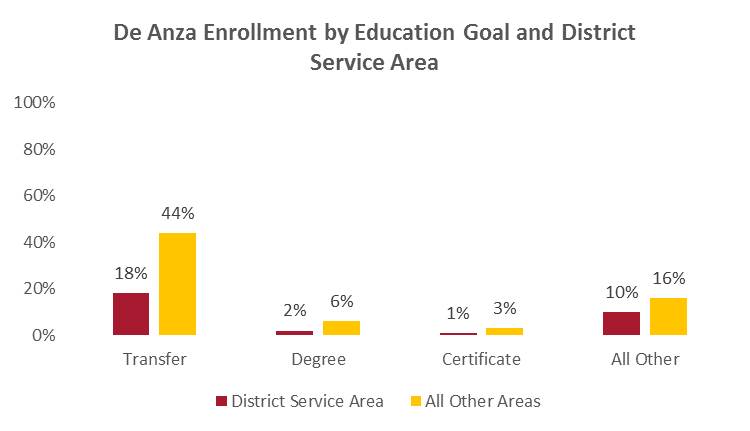 De Anza Enrollment by Education Goal and District
Service Area
100%
80%
60%
40%
20%
0%
18%
44%
2%
6%
1%
3%
10%
16%
Transfer
Degree
Certificate
All Other
District Service Area
All Other Areas